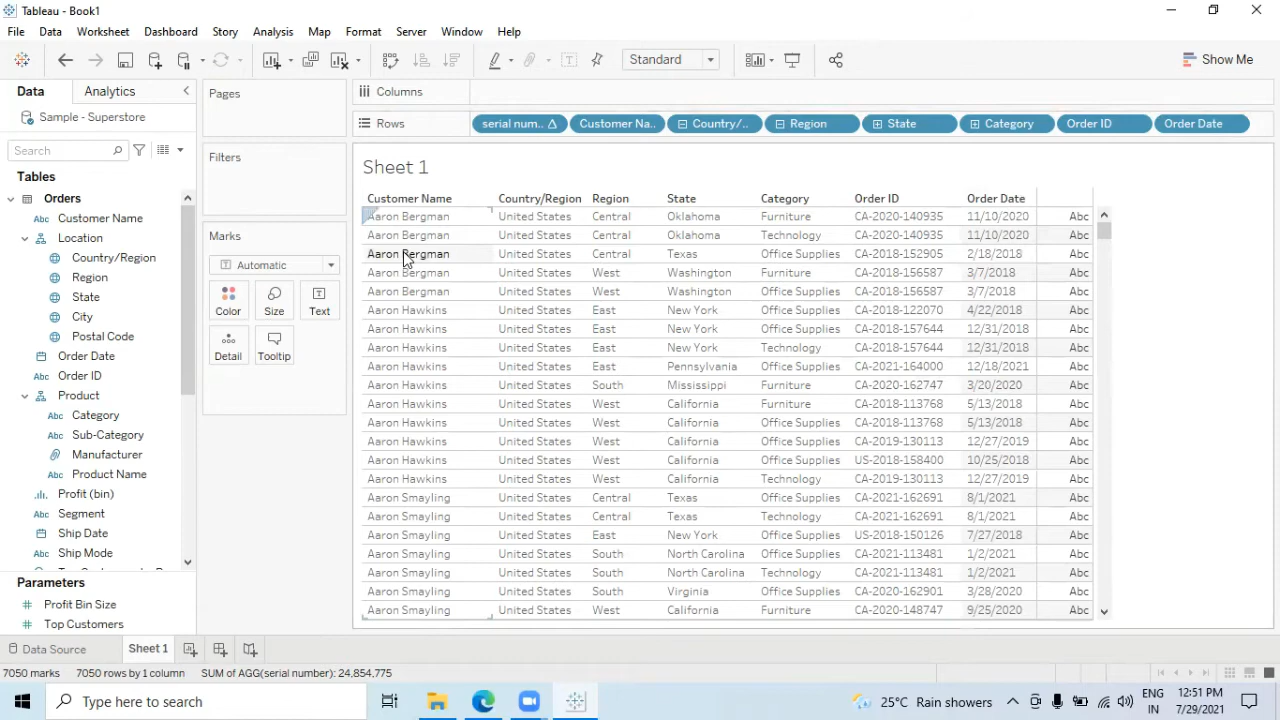 Tableau - Book1
File Data Worksheet Dashboard Story Analysis Map Format Server Window Help
Standard
Show Me
Data Analytics
Pages
Columns
Sample - Superstore
Rows
serial num.. Customer Na.. Country/.. Region State Category Order ID Order Date
Search
Filters
Sheet 1
Tables
Orders
Customer Name
Location
Country/Region
Region
State
City
Postal Code
Order Date
Order ID
Product
Category
Sub-Category
Manufacturer
Product Name
Profit (bin)
Segment
Ship Date
Ship Mode
Parameters
Profit Bin Size
Top Customers
Marks
Automatic
Color Size Text
Detail Tooltip
Customer Name Country/Region Region State Category Order ID Order Date
Aaron Bergman United States Central Oklahoma Furniture CA-2020-140935 11/10/2020 Abc
Aaron Bergman United States Central Oklahoma Technology CA-2020-140935 11/10/2020 Abc
Aaron Bergman United States Central Texas Office Supplies CA-2018-152905 2/18/2018 Abc
Aaron Bergman United States West Washington Furniture CA-2018-156587 3/7/2018 Abc
Aaron Bergman United States West Washington Office Supplies CA-2018-156587 3/7/2018 Abc
Aaron Hawkins United States East New York Office Supplies CA-2018-122070 4/22/2018 Abc
Aaron Hawkins United States East New York Office Supplies CA-2018-157644 12/31/2018 Abc
Aaron Hawkins United States East New York Technology CA-2018-157644 12/31/2018 Abc
Aaron Hawkins United States East Pennsylvania Office Supplies CA-2021-164000 12/18/2021 Abc
Aaron Hawkins United States South Mississippi Furniture CA-2020-162747 3/20/2020 Abc
Aaron Hawkins United States West California Furniture CA-2018-113768 5/13/2018 Abc
Aaron Hawkins United States West California Office Supplies CA-2018-113768 5/13/2018 Abc
Aaron Hawkins United States West California Office Supplies CA-2019-130113 12/27/2019 Abc
Aaron Hawkins United States West California Office Supplies US-2018-158400 10/25/2018 Abc
Aaron Hawkins United States West California Technology CA-2019-130113 12/27/2019 Abc
Aaron Smayling United States Central Texas Office Supplies CA-2021-162691 8/1/2021 Abc
Aaron Smayling United States Central Texas Technology CA-2021-162691 8/1/2021 Abc
Aaron Smayling United States East New York Office Supplies US-2018-150126 7/27/2018 Abc
Aaron Smayling United States South North Carolina Office Supplies CA-2021-113481 1/2/2021 Abc
Aaron Smayling United States South North Carolina Technology CA-2021-113481 1/2/2021 Abc
Aaron Smayling United States South Virginia Office Supplies CA-2020-162901 3/28/2020 Abc
Aaron Smayling United States West California Furniture CA-2020-148747 9/25/2020 Abc
Data Source Sheet 1
7050 marks 7050 rows by 1 column SUM of AGG(serial number): 24,854,775
Type here to search
25°C Rain showers
ENG
IN
12:51 PM
7/29/2021